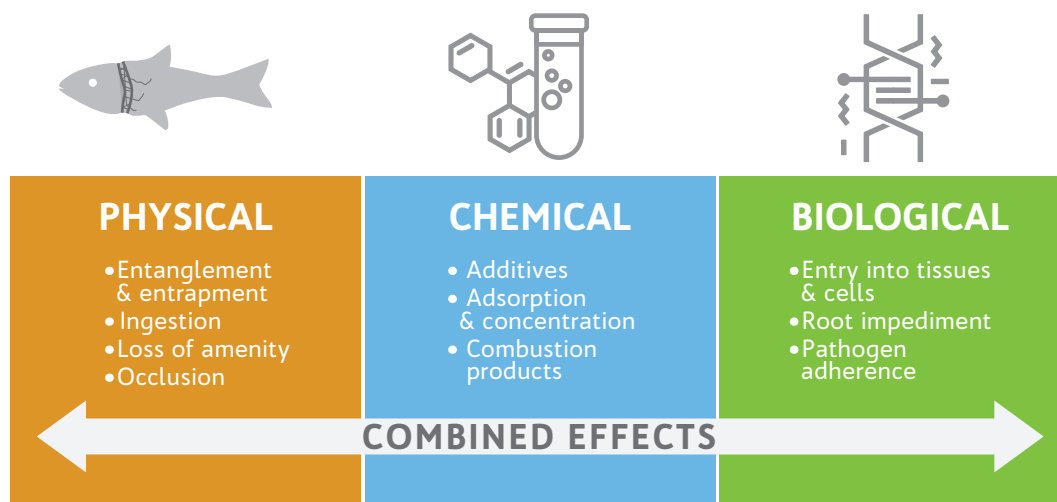 PHYSICAL
•Entanglement
& entrapment
•Ingestion
•Loss of amenity
•Occlusion
CHEMICAL
• Additives
• Adsorption
& concentration
• Combustion
products
BIOLOGICAL
•Entry into tissues
& cells
•Root impediment
•Pathogen
adherence
COMBINED EFFECTS